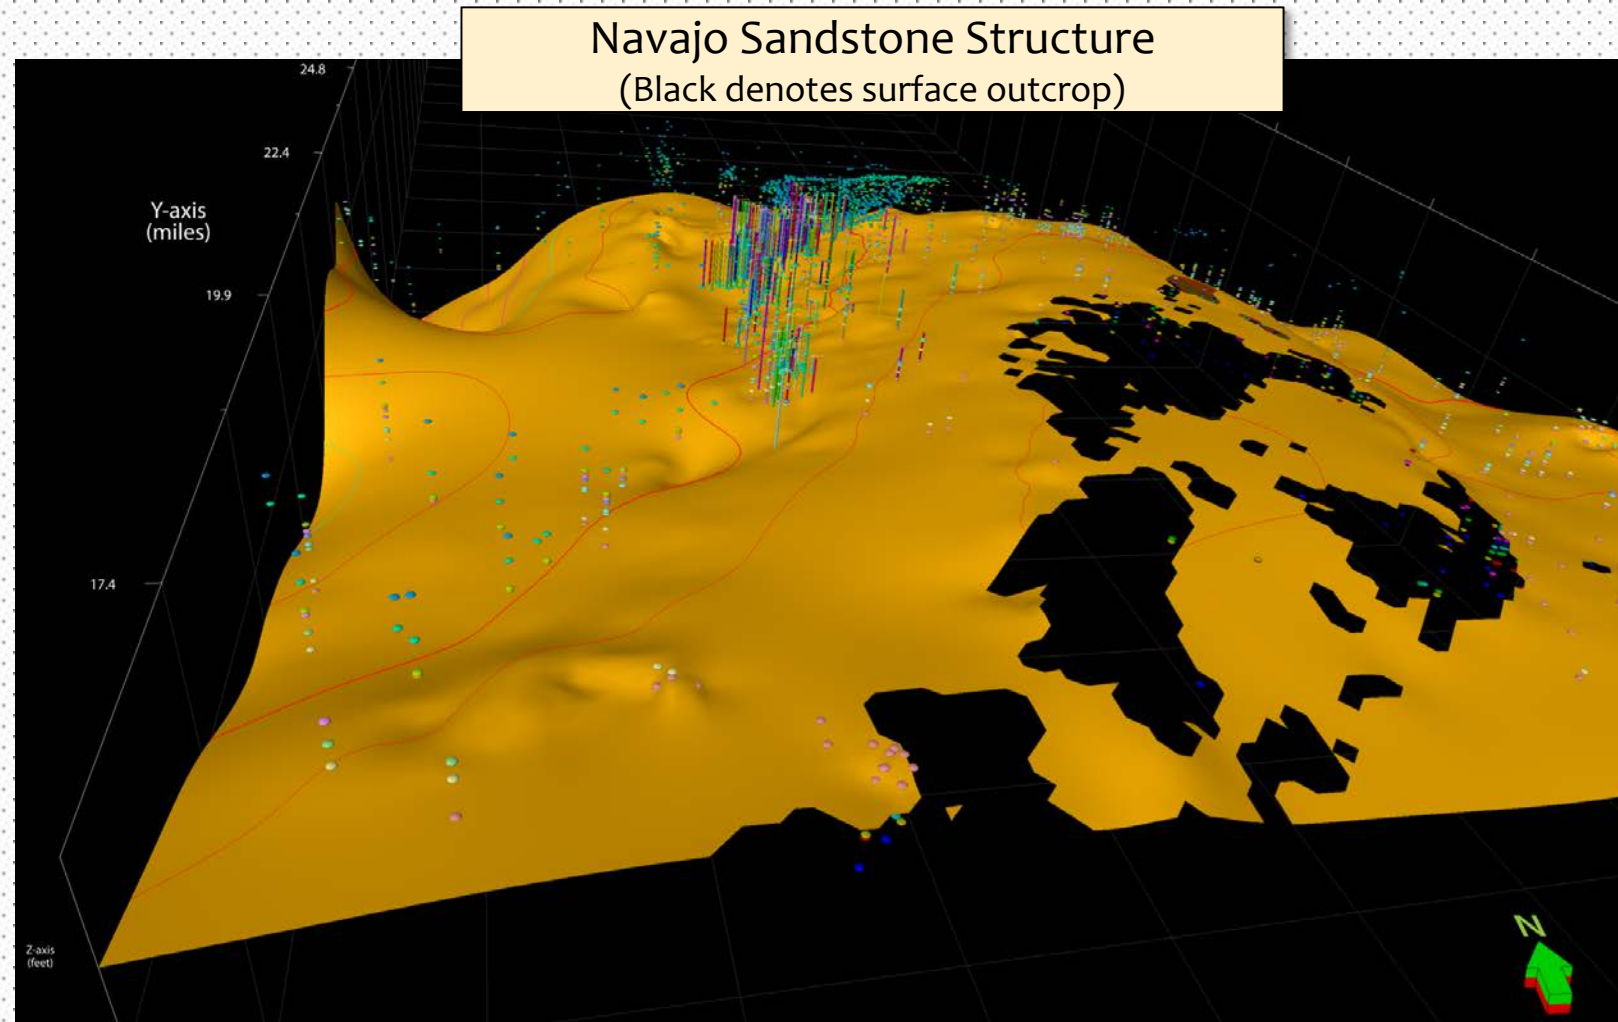 Navajo Sandstone Structure
(Black denotes surface outcrop)
24.8
22.4
Y-axis
(miles)
19.9
17.4
Z-axis
(feet)
N